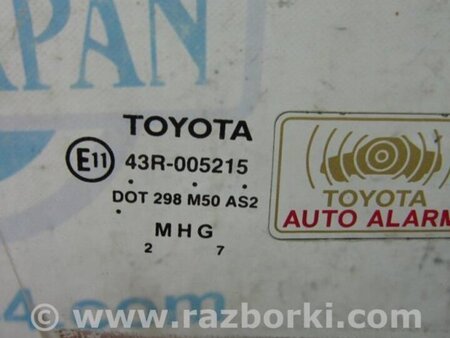 APAN
TOYOTA
E11 43R-005215
DOT 298 M50 AS2
MHG
2 7
TOYOTA
AUTO ALARM
4.com
© www.razborki.com